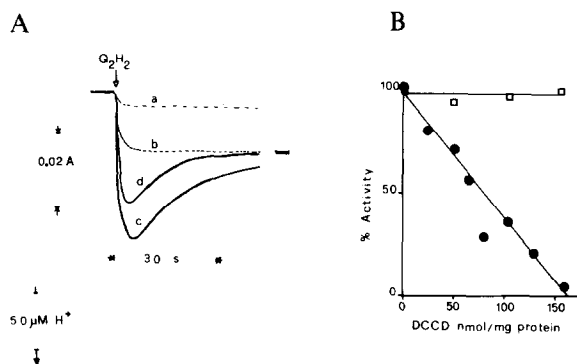 A
B
Q₂H₂
a
b
d
c
0.02 A
30 s
50 µM H⁺
100
50
0
% Activity
0 50 100 150
DCCD nmol/mg protein